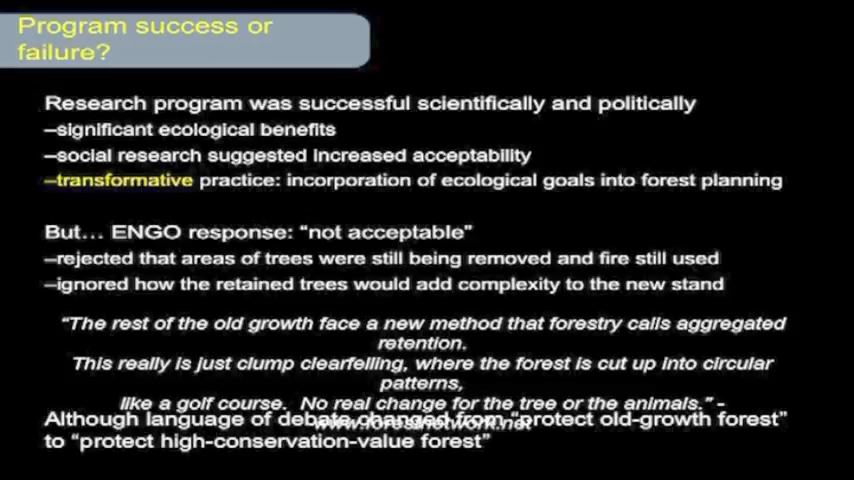 Program success or
failure?
Research program was successful scientifically and politically
–significant ecological benefits
–social research suggested increased acceptability
–transformative practice: incorporation of ecological goals into forest planning
But… ENGO response: “not acceptable”
–rejected that areas of trees were still being removed and fire still used
–ignored how the retained trees would add complexity to the new stand
“The rest of the old growth face a new method that forestry calls aggregated
retention.
This really is just clump clearfelling, where the forest is cut up into circular
patterns,
like a golf course. No real change for the tree or the animals.” -
www.forestnetwork.net
Although language of debate changed from “protect old-growth forest”
to “protect high-conservation-value forest”